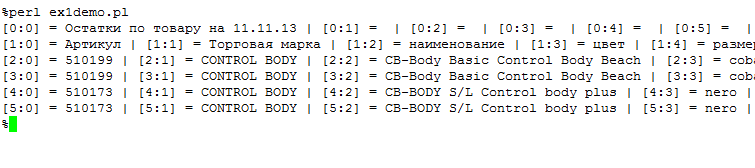 %perl ex1demo.pl
[0:0] = Остатки по товару на 11.11.13 | [0:1] =  | [0:2] =  | [0:3] =  | [0:4] =  | [0:5] =  |
[1:0] = Артикул | [1:1] = Торговая марка | [1:2] = наименование | [1:3] = цвет | [1:4] = разме
[2:0] = 510199 | [2:1] = CONTROL BODY | [2:2] = CB-Body Basic Control Body Beach | [2:3] = coba
[3:0] = 510199 | [3:1] = CONTROL BODY | [3:2] = CB-Body Basic Control Body Beach | [3:3] = coba
[4:0] = 510173 | [4:1] = CONTROL BODY | [4:2] = CB-BODY S/L Control body plus | [4:3] = nero |
[5:0] = 510173 | [5:1] = CONTROL BODY | [5:2] = CB-BODY S/L Control body plus | [5:3] = nero |
%